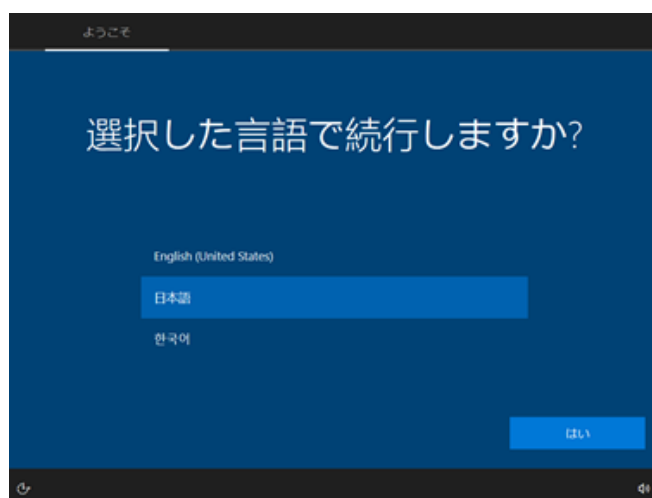 ようこそ
選択した言語で続行しますか?
English (United States)
日本語
한국어
はい